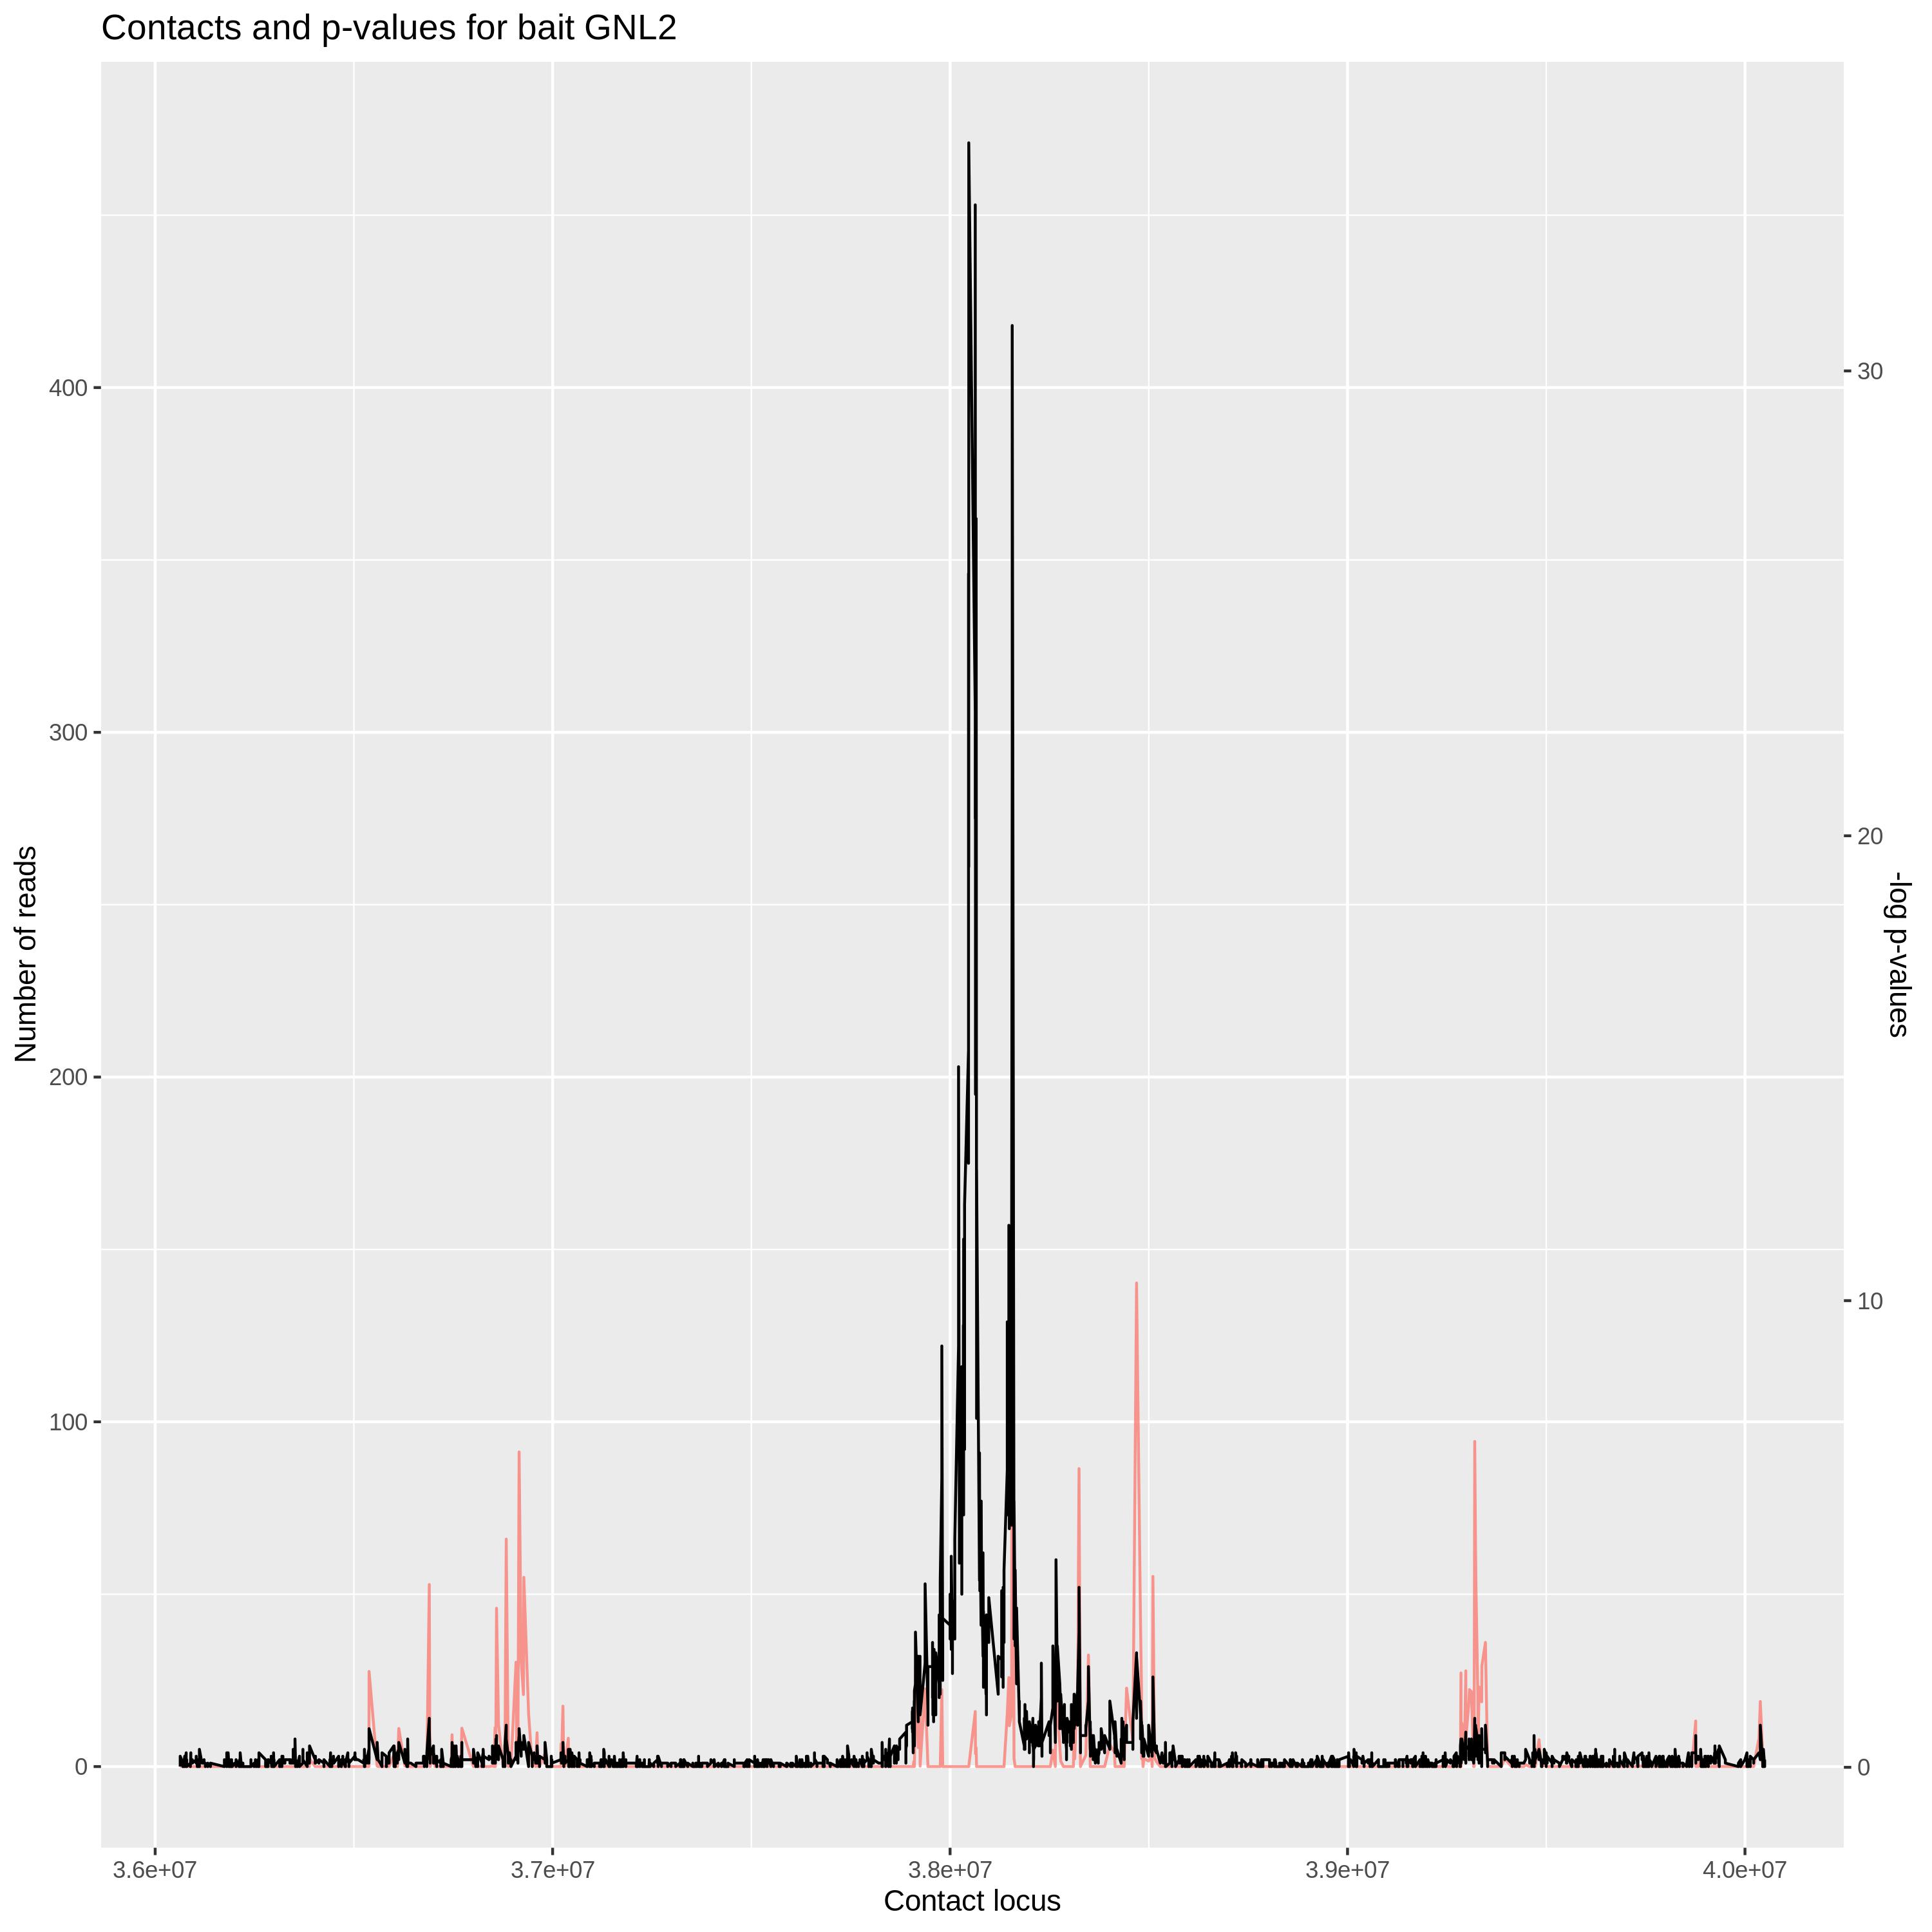 Contacts and p-values for bait GNL2
Number of reads
400
300
200
100
0
30
20
10
0
-log p-values
3.6e+07
3.7e+07
3.8e+07
3.9e+07
4.0e+07
Contact locus